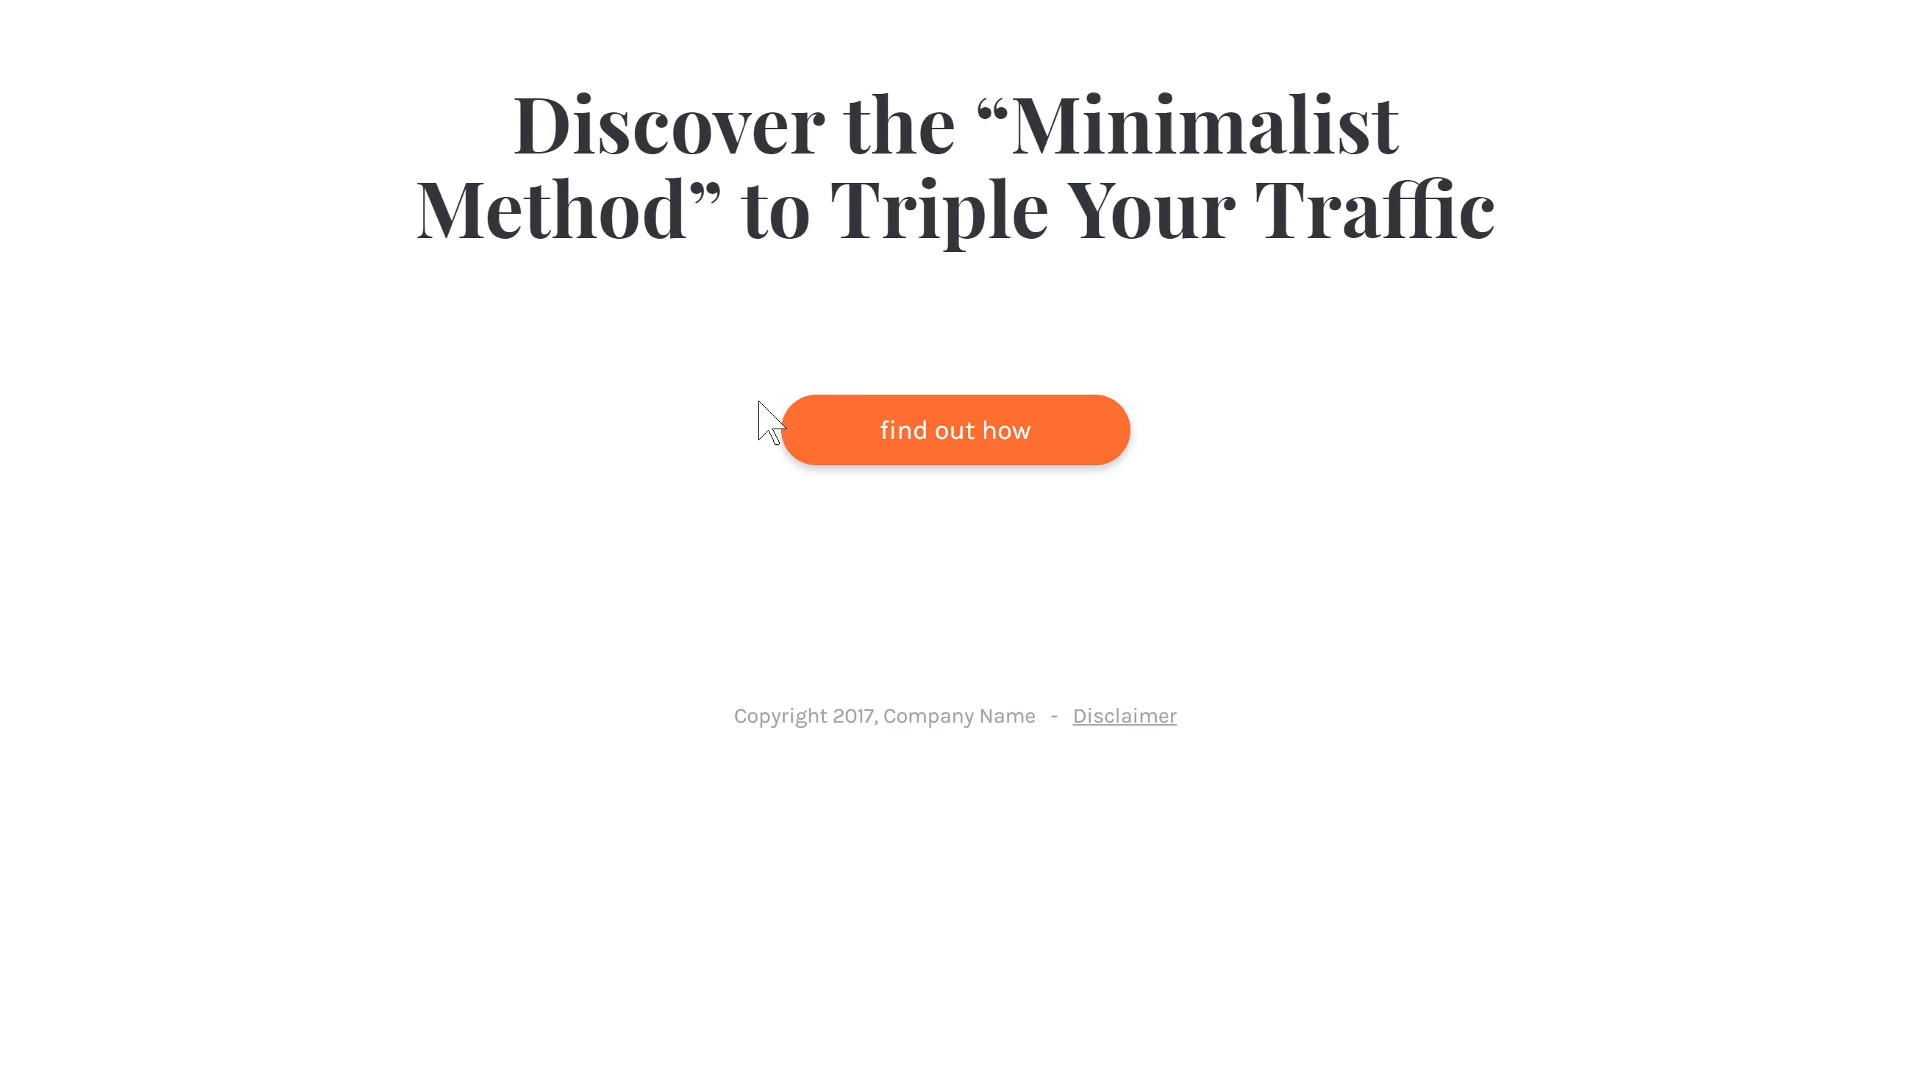 Discover the “Minimalist
Method” to Triple Your Traffic
find out how
Copyright 2017, Company Name - Disclaimer